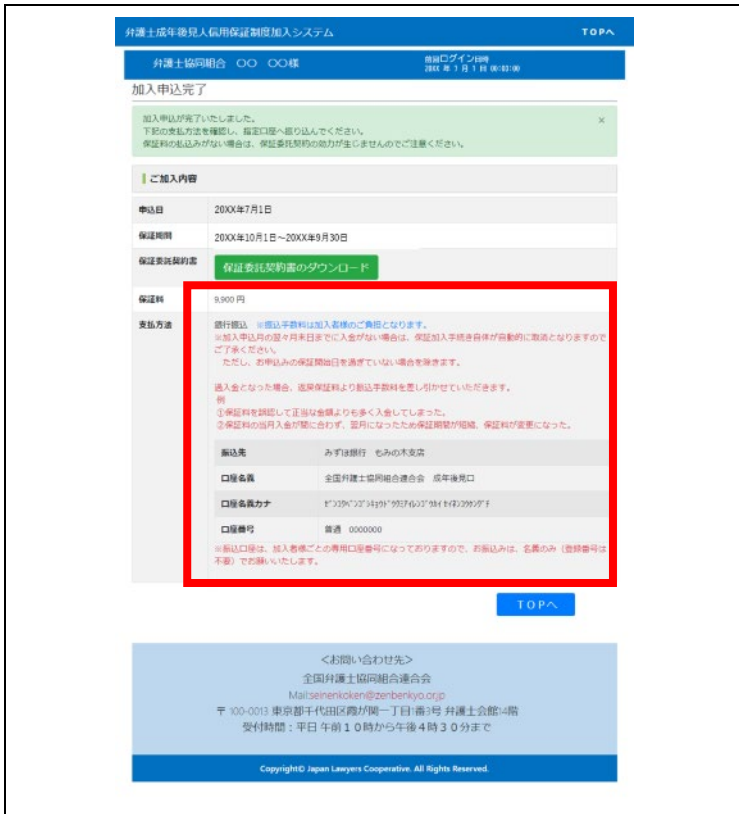 弁護士成年後見人信用保証制度加入システム TOPへ
弁護士協同組合 〇〇 〇〇様
前回ログイン日時
20XX 年 1 月 1 日 00:00:00
加入申込完了
加入申込が完了いたしました。 ×
下記の支払方法を確認し、指定口座へ振り込んでください。
保証料の払込みがない場合は、保証委託契約の効力が生じませんのでご注意ください。
ご加入内容
申込日 20XX年7月1日
保証期間 20XX年10月1日～20XX年9月30日
保証委託契約書 保証委託契約書のダウンロード
保証料 9,900 円
支払方法 銀行振込 ※振込手数料は加入者様のご負担となります。
※加入申込月の翌々月末日までに入金がない場合は、保証加入手続き自体が自動的に取消となりますので
ご了承ください。
ただし、お申込みの保証開始日を過ぎていない場合を除きます。
過入金となった場合、返戻保証料より振込手数料を差し引かせていただきます。
例
①保証料を誤認して正当な金額よりも多く入金してしまった。
②保証料の当月入金が間に合わず、翌月になったため保証期間が短縮、保証料が変更になった。
振込先 みずほ銀行 もみの木支店
口座名義 全国弁護士協同組合連合会 成年後見口
口座名義カナ
口座番号 普通 0000000
※振込口座は、加入者様ごとの専用口座番号になっておりますので、お振込みは、名義のみ（登録番号は
不要）でお願いいたします。
TOPへ
＜お問い合わせ先＞
全国弁護士協同組合連合会
Mail:seinenkoken@zenbenkyo.or.jp
〒 100-0013 東京都千代田区霞が関一丁目1番3号 弁護士会館14階
受付時間：平日 午前１０時から午後４時３０分まで
Copyright© Japan Lawyers Cooperative. All Rights Reserved.